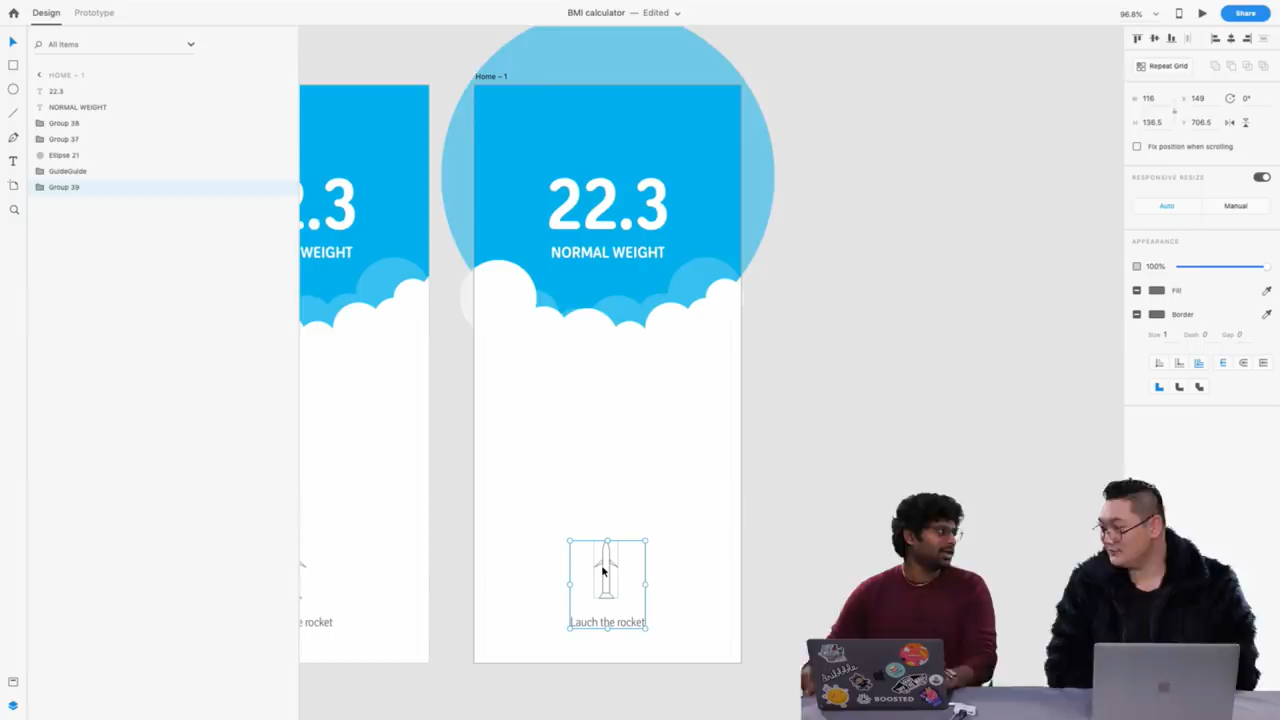 Design Prototype
BMI calculator — Edited
96.8%
Share
All Items
HOME – 1
22.3
NORMAL WEIGHT
Group 38
Group 37
Ellipse 21
GuideGuide
Group 39
2.3
WEIGHT
e rocket
Home – 1
22.3
NORMAL WEIGHT
Lauch the rocket
Repeat Grid
W 116 X 149 0°
H 136.5 Y 706.5
Fix position when scrolling
RESPONSIVE RESIZE
Auto Manual
APPEARANCE
100%
Fill
Border
Size 1 Dash 0 Gap 0
dribbble
BOOSTED